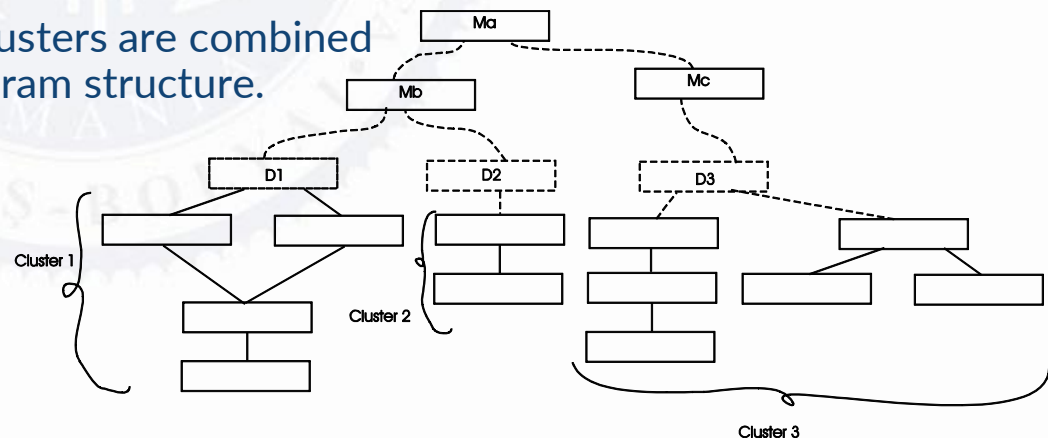 usters are combined
ram structure.
Ma
Mb
Mc
D1
D2
D3
Cluster 1
Cluster 2
Cluster 3